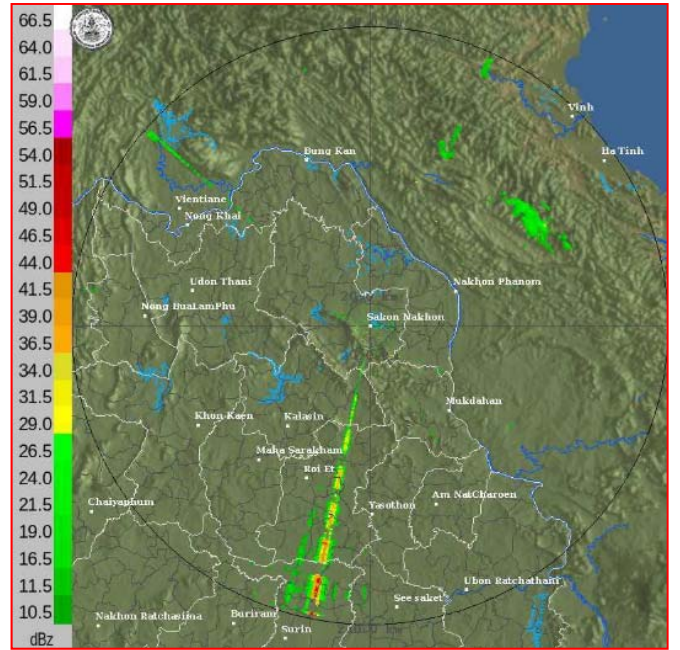 66.5
64.0
61.5
59.0
56.5
54.0
51.5
49.0
46.5
44.0
41.5
39.0
36.5
34.0
31.5
29.0
26.5
24.0
21.5
19.0
16.5
11.5
10.5
dBz
Vinh
Ha Tinh
Bung Kan
Vientiane
Nong Khai
Udon Thani
Nakhon Phanom
Nong BuaLamPhu
Sakon Nakhon
Mukdahan
Khon Kaen
Kalasin
Maha Sarakham
Roi Et
Chaiyaphum
Yasothon
Am NatCharoen
Ubon Ratchathani
See saket
Nakhon Ratchasima
Buriram
Surin